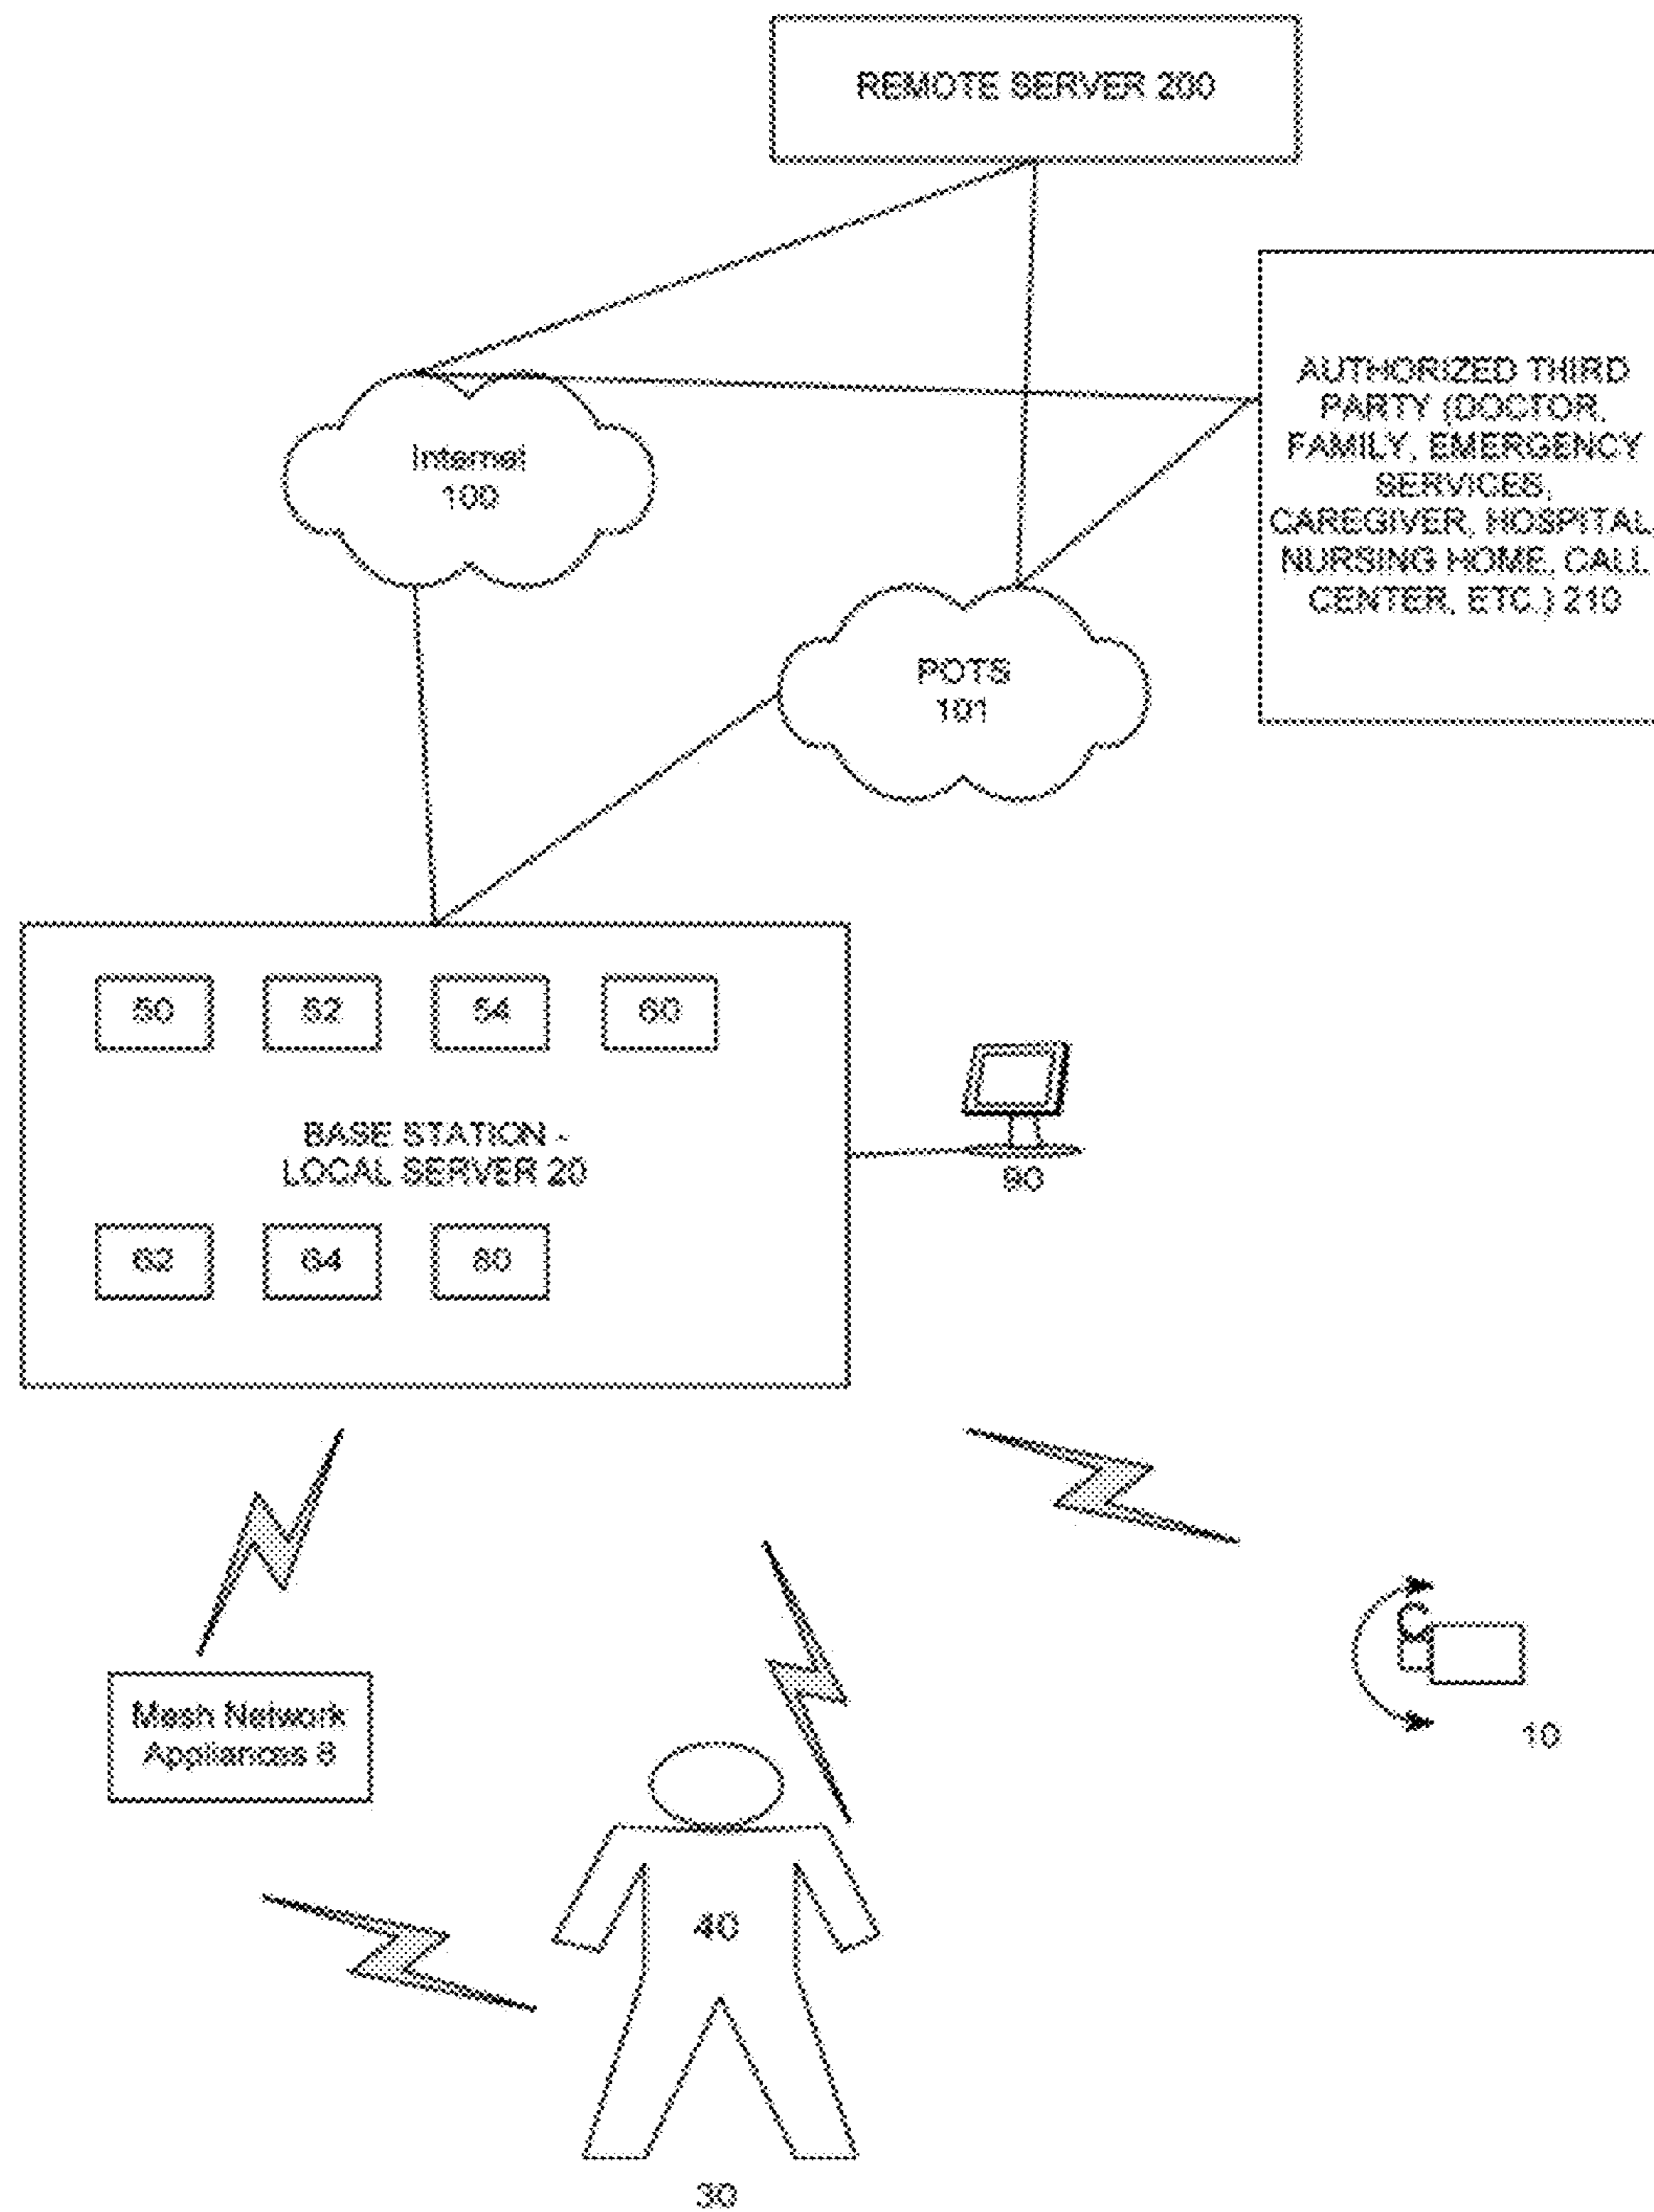 REMOTE SERVER 200
AUTHORIZED THIRD
PARTY (DOCTOR,
FAMILY, EMERGENCY
SERVICES,
CAREGIVER, HOSPITAL,
NURSING HOME, CALL
CENTER, ETC.) 210
Internet
100
POTS
101
50
52
54
60
BASE STATION -
LOCAL SERVER 20
90
62
64
80
Mesh Network
Appliances 8
10
40
30